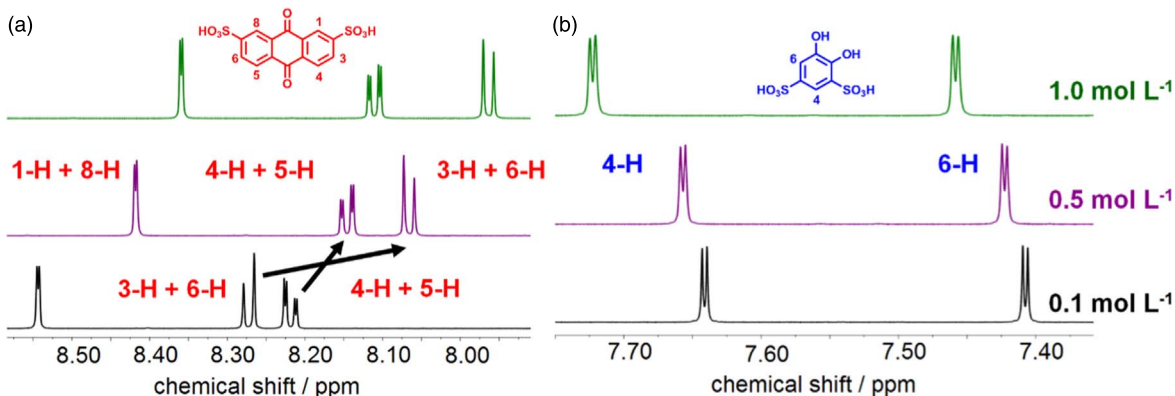 (a)
HO₃S
8
O
1
SO₃H
6
3
5
O
4
1-H + 8-H
4-H + 5-H
3-H + 6-H
3-H + 6-H
4-H + 5-H
8.50
8.40
8.30
8.20
8.10
8.00
chemical shift / ppm
(b)
OH
6
OH
HO₃S
4
SO₃H
1.0 mol L⁻¹
4-H
6-H
0.5 mol L⁻¹
0.1 mol L⁻¹
7.70
7.60
7.50
7.40
chemical shift / ppm